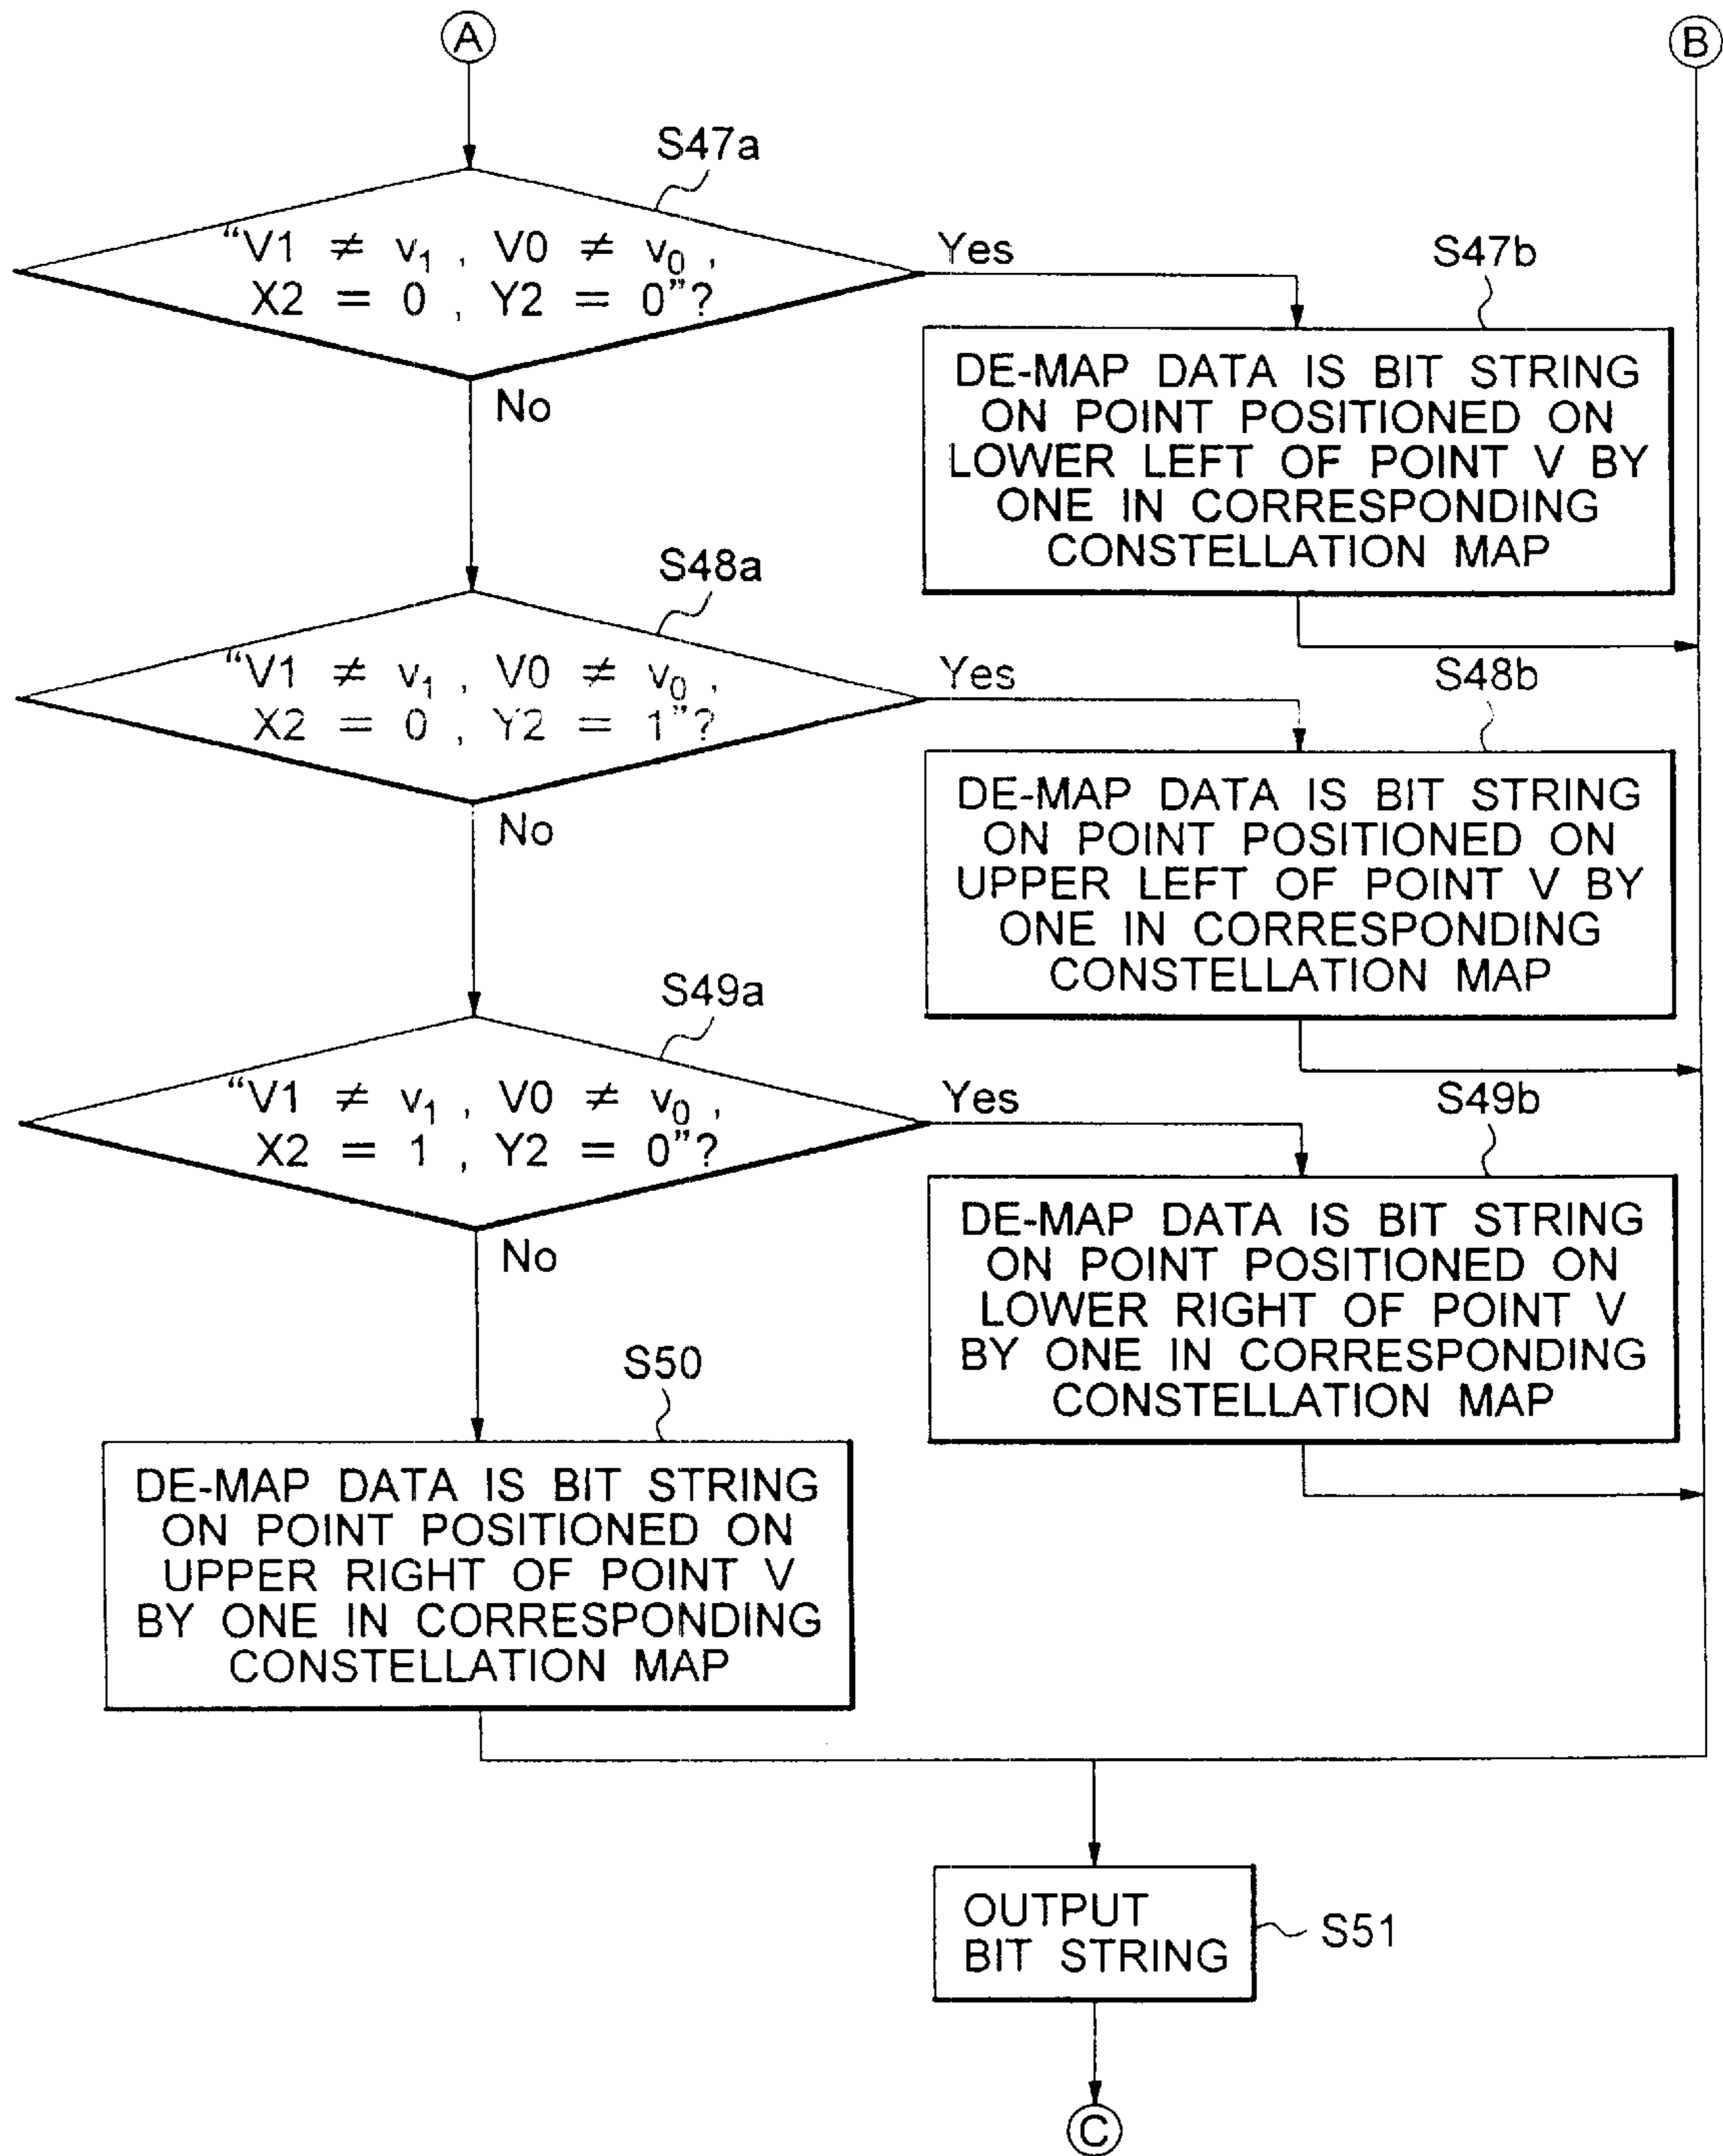 A
B
S47a
“V1 ≠ v₁ , V0 ≠ v₀ ,
X2 = 0 , Y2 = 0”?
Yes
No
S47b
DE-MAP DATA IS BIT STRING
ON POINT POSITIONED ON
LOWER LEFT OF POINT V BY
ONE IN CORRESPONDING
CONSTELLATION MAP
S48a
“V1 ≠ v₁ , V0 ≠ v₀ ,
X2 = 0 , Y2 = 1”?
Yes
No
S48b
DE-MAP DATA IS BIT STRING
ON POINT POSITIONED ON
UPPER LEFT OF POINT V BY
ONE IN CORRESPONDING
CONSTELLATION MAP
S49a
“V1 ≠ v₁ , V0 ≠ v₀ ,
X2 = 1 , Y2 = 0”?
Yes
No
S49b
DE-MAP DATA IS BIT STRING
ON POINT POSITIONED ON
LOWER RIGHT OF POINT V
BY ONE IN CORRESPONDING
CONSTELLATION MAP
S50
DE-MAP DATA IS BIT STRING
ON POINT POSITIONED ON
UPPER RIGHT OF POINT V
BY ONE IN CORRESPONDING
CONSTELLATION MAP
OUTPUT
BIT STRING
S51
C